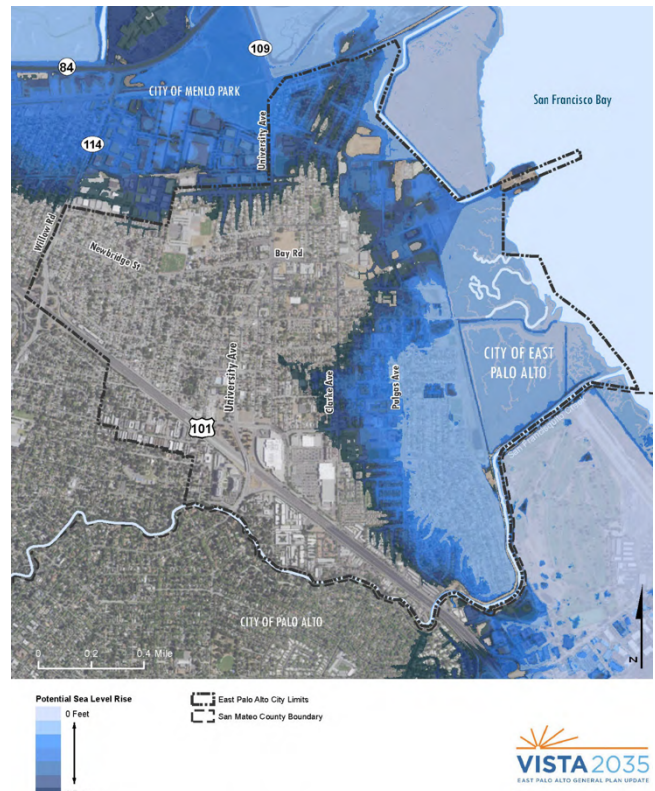 109
84
CITY OF MENLO PARK
San Francisco Bay
114
University Ave
Willow Rd
Newbridge St
Bay Rd
CITY OF EAST
PALO ALTO
University Ave
Clarke Ave
Pulgas Ave
101
CITY OF PALO ALTO
0 0.2 0.4 Mile
N
Potential Sea Level Rise
0 Feet
East Palo Alto City Limits
San Mateo County Boundary
VISTA 2035
EAST PALO ALTO GENERAL PLAN UPDATE